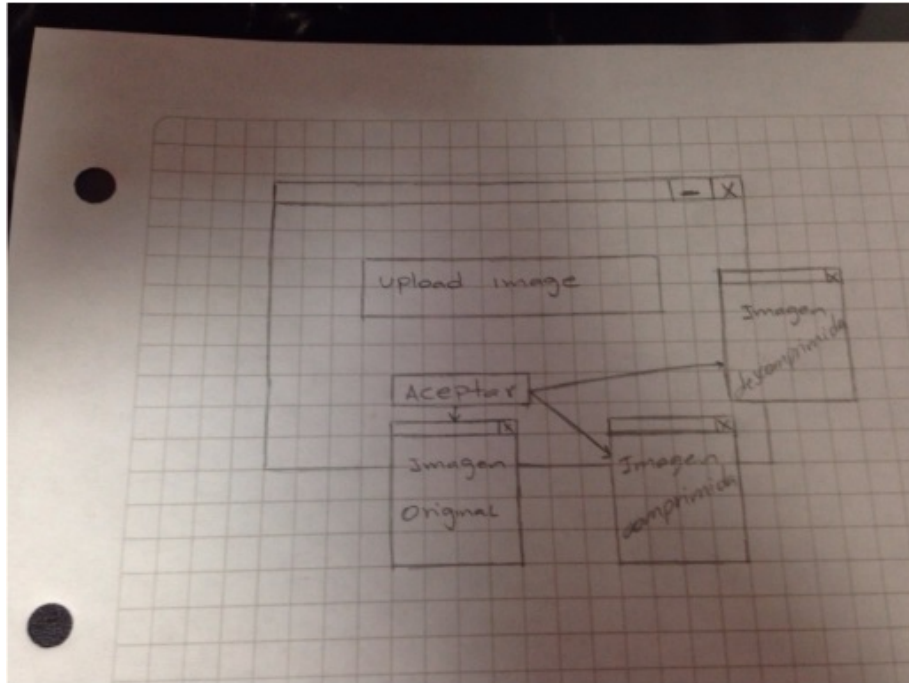 - X
upload image
X
Imagen
descomprimida
Aceptar
X
Imagen
Original
X
Imagen
comprimida